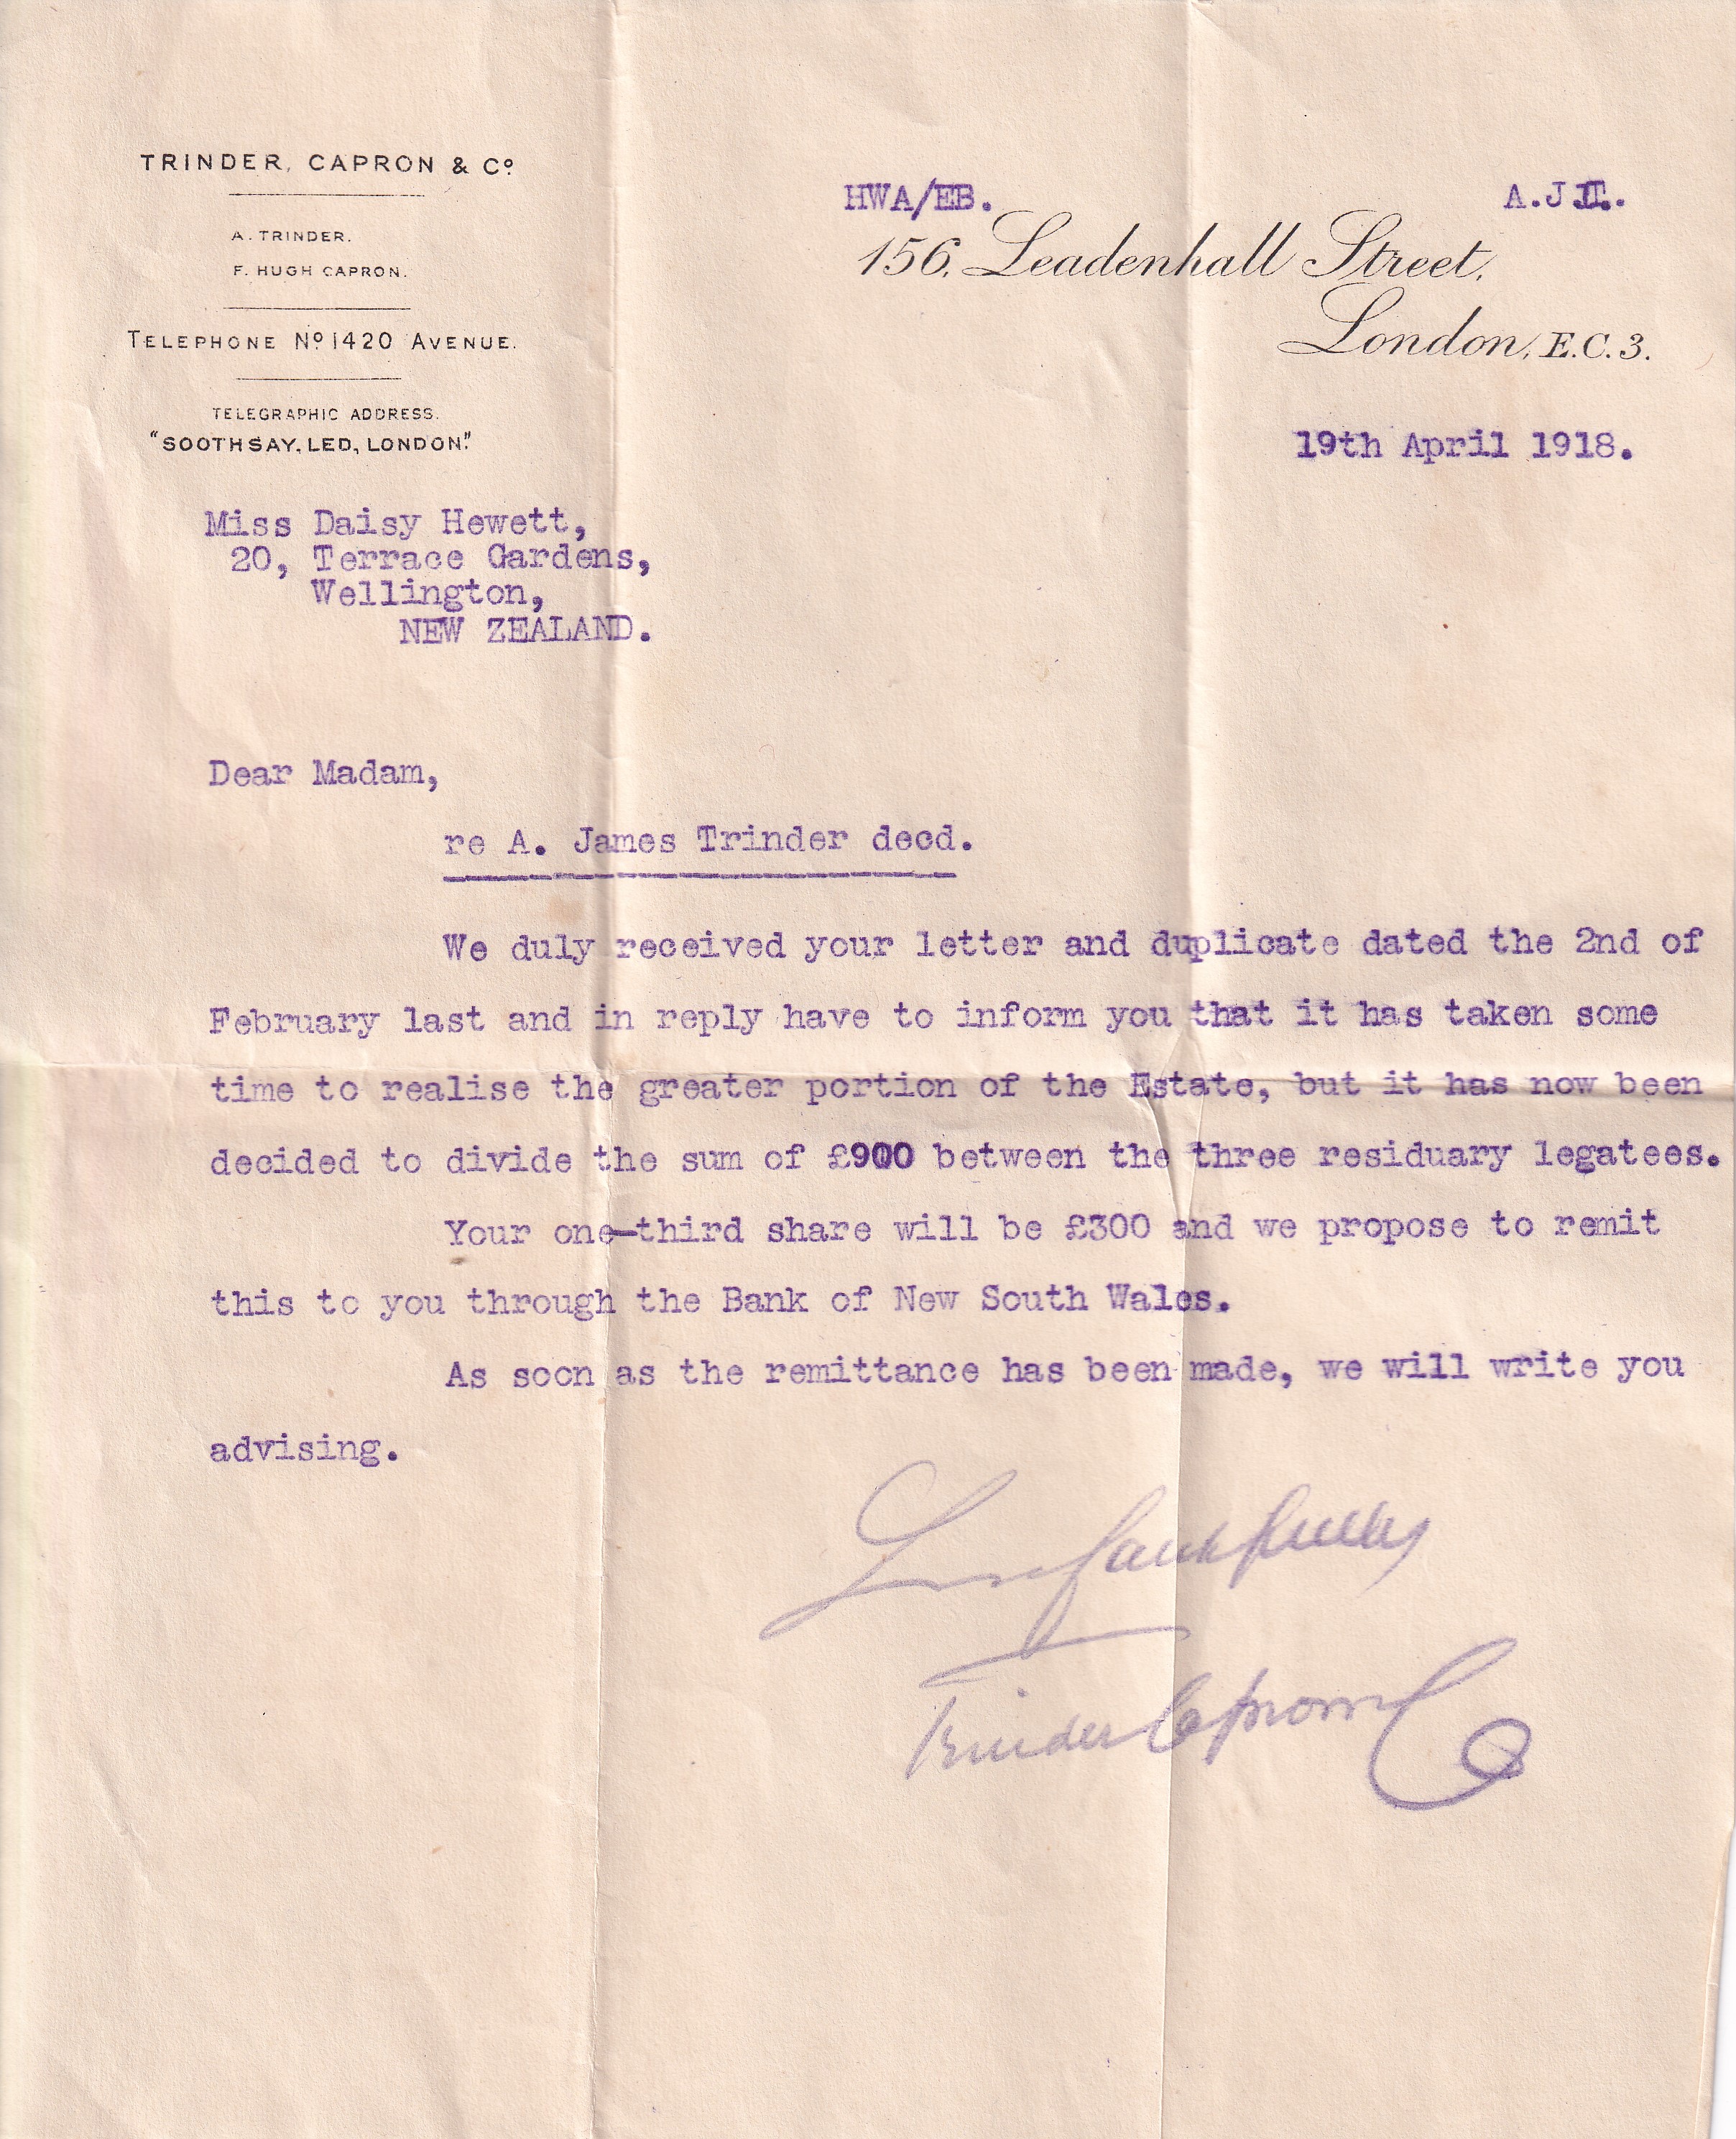 TRINDER, CAPRON & Cº
A. TRINDER.
F. HUGH CAPRON.
TELEPHONE Nº 1420 AVENUE.
TELEGRAPHIC ADDRESS.
"SOOTHSAY, LED, LONDON."
HWA/EB. A.J.T.
156, Leadenhall Street,
London, E.C.3.
19th April 1918.
Miss Daisy Hewett,
20, Terrace Gardens,
Wellington,
NEW ZEALAND.
Dear Madam,
re A. James Trinder decd.
We duly received your letter and duplicate dated the 2nd of
February last and in reply have to inform you that it has taken some
time to realise the greater portion of the Estate, but it has now been
decided to divide the sum of £900 between the three residuary legatees.
Your one-third share will be £300 and we propose to remit
this to you through the Bank of New South Wales.
As soon as the remittance has been made, we will write you
advising.
Yrs faithfully
Trinder Capron & Co